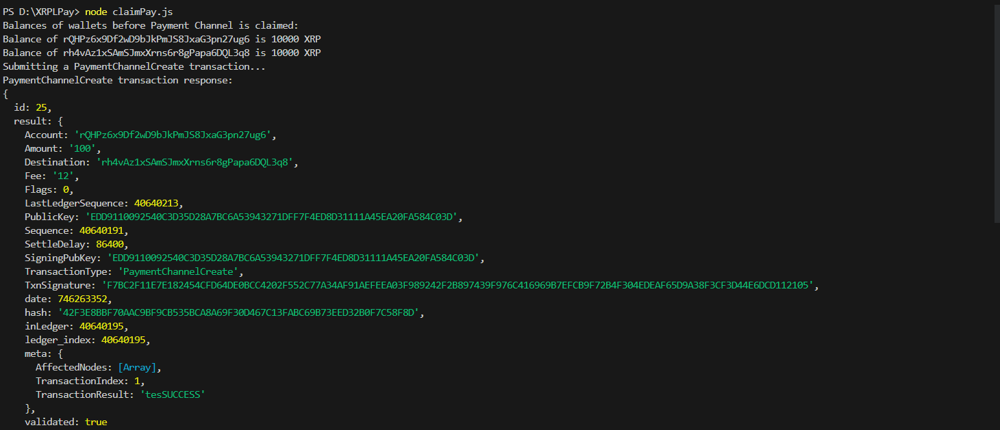 PS D:\XRPLPay> node claimPay.js
Balances of wallets before Payment Channel is claimed:
Balance of rQHPz6x9Df2wD9bJkPmJS8JxaG3pn27ug6 is 10000 XRP
Balance of rh4vAz1xSAmSJmxXrns6r8gPapa6DQL3q8 is 10000 XRP
Submitting a PaymentChannelCreate transaction...
PaymentChannelCreate transaction response:
{
  id: 25,
  result: {
    Account: 'rQHPz6x9Df2wD9bJkPmJS8JxaG3pn27ug6',
    Amount: '100',
    Destination: 'rh4vAz1xSAmSJmxXrns6r8gPapa6DQL3q8',
    Fee: '12',
    Flags: 0,
    LastLedgerSequence: 40640213,
    PublicKey: 'EDD9110092540C3D35D28A7BC6A53943271DFF7F4ED8D31111A45EA20FA584C03D',
    Sequence: 40640191,
    SettleDelay: 86400,
    SigningPubKey: 'EDD9110092540C3D35D28A7BC6A53943271DFF7F4ED8D31111A45EA20FA584C03D',
    TransactionType: 'PaymentChannelCreate',
    TxnSignature: 'F7BC2F11E7E182454CFD64DE0BCC4202F552C77A34AF91AEFEEA03F989242F2B897439F976C416969B7EFCB9F72B4F304EDEAF65D9A38F3CF3D44E6DCD112105',
    date: 746263352,
    hash: '42F3E8BBF70AAC9BF9CB535BCA8A69F30D467C13FABC69B73EED32B0F7C58F8D',
    inLedger: 40640195,
    ledger_index: 40640195,
    meta: {
      AffectedNodes: [Array],
      TransactionIndex: 1,
      TransactionResult: 'tesSUCCESS'
    },
    validated: true